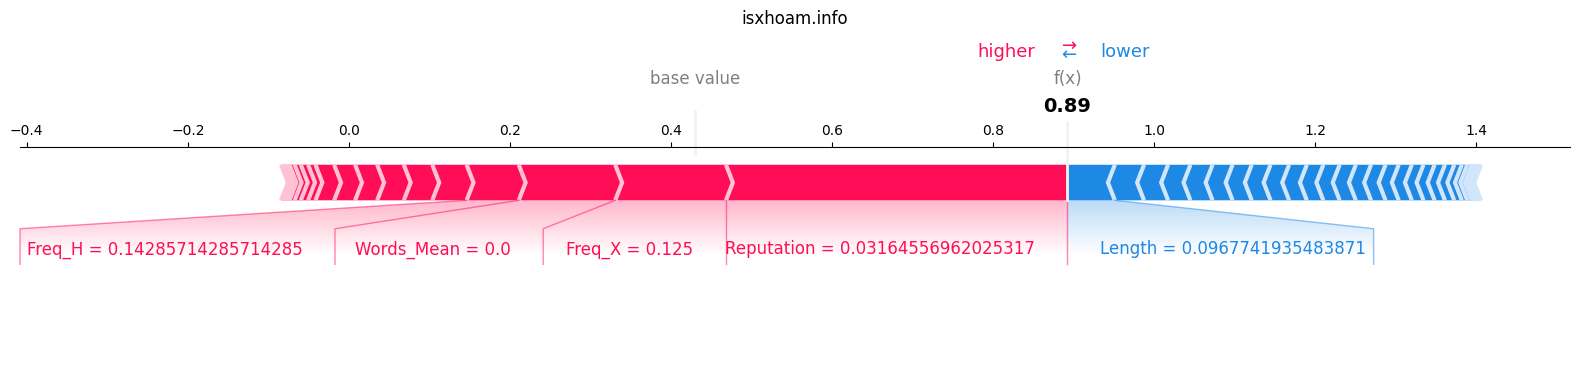 isxhoam.info
higher → ← lower
base value f(x)
0.89
−0.4 −0.2 0.0 0.2 0.4 0.6 0.8 1.0 1.2 1.4
Freq_H = 0.14285714285714285 Words_Mean = 0.0 Freq_X = 0.125 Reputation = 0.03164556962025317 Length = 0.0967741935483871